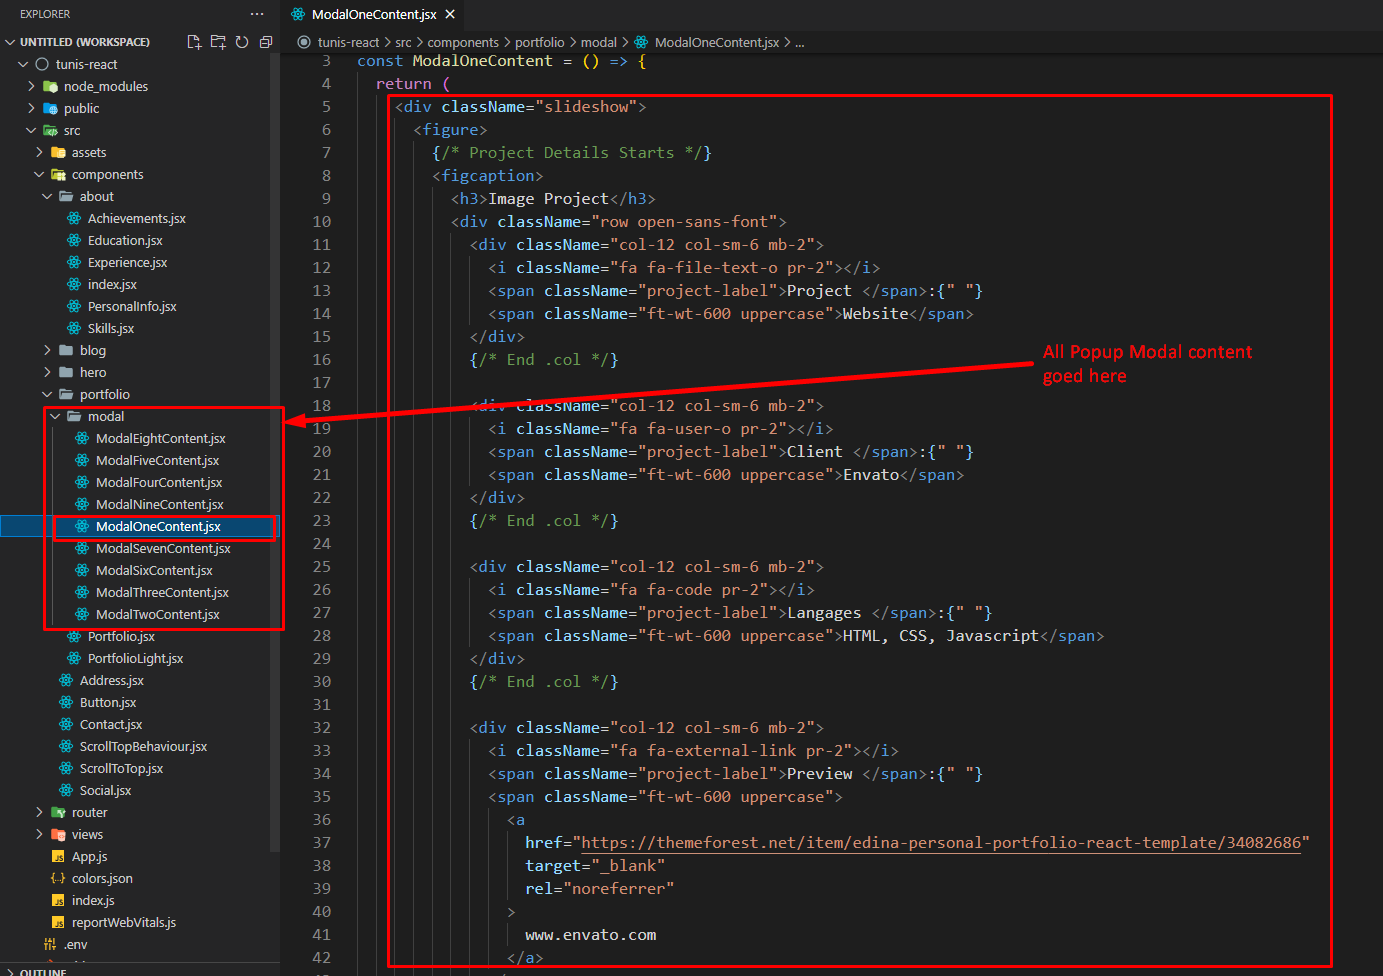 EXPLORER
ModalOneContent.jsx
UNTITLED (WORKSPACE)
tunis-react
node_modules
public
src
assets
components
about
Achievements.jsx
Education.jsx
Experience.jsx
index.jsx
PersonalInfo.jsx
Skills.jsx
blog
hero
portfolio
modal
ModalEightContent.jsx
ModalFiveContent.jsx
ModalFourContent.jsx
ModalNineContent.jsx
ModalOneContent.jsx
ModalSevenContent.jsx
ModalSixContent.jsx
ModalThreeContent.jsx
ModalTwoContent.jsx
Portfolio.jsx
PortfolioLight.jsx
Address.jsx
Button.jsx
Contact.jsx
ScrollTopBehaviour.jsx
ScrollToTop.jsx
Social.jsx
router
views
App.js
colors.json
index.js
reportWebVitals.js
.env
OUTLINE
tunis-react > src > components > portfolio > modal > ModalOneContent.jsx > ...
3 const ModalOneContent = () => {
4 return (
5 <div className="slideshow">
6 <figure>
7 {/* Project Details Starts */}
8 <figcaption>
9 <h3>Image Project</h3>
10 <div className="row open-sans-font">
11 <div className="col-12 col-sm-6 mb-2">
12 <i className="fa fa-file-text-o pr-2"></i>
13 <span className="project-label">Project </span>:{" "}
14 <span className="ft-wt-600 uppercase">Website</span>
15 </div>
16 {/* End .col */}
17
18 <div className="col-12 col-sm-6 mb-2">
19 <i className="fa fa-user-o pr-2"></i>
20 <span className="project-label">Client </span>:{" "}
21 <span className="ft-wt-600 uppercase">Envato</span>
22 </div>
23 {/* End .col */}
24
25 <div className="col-12 col-sm-6 mb-2">
26 <i className="fa fa-code pr-2"></i>
27 <span className="project-label">Langages </span>:{" "}
28 <span className="ft-wt-600 uppercase">HTML, CSS, Javascript</span>
29 </div>
30 {/* End .col */}
31
32 <div className="col-12 col-sm-6 mb-2">
33 <i className="fa fa-external-link pr-2"></i>
34 <span className="project-label">Preview </span>:{" "}
35 <span className="ft-wt-600 uppercase">
36 <a
37 href="https://themeforest.net/item/edina-personal-portfolio-react-template/34082686"
38 target="_blank"
39 rel="noreferrer"
40 >
41 www.envato.com
42 </a>
All Popup Modal content
goed here